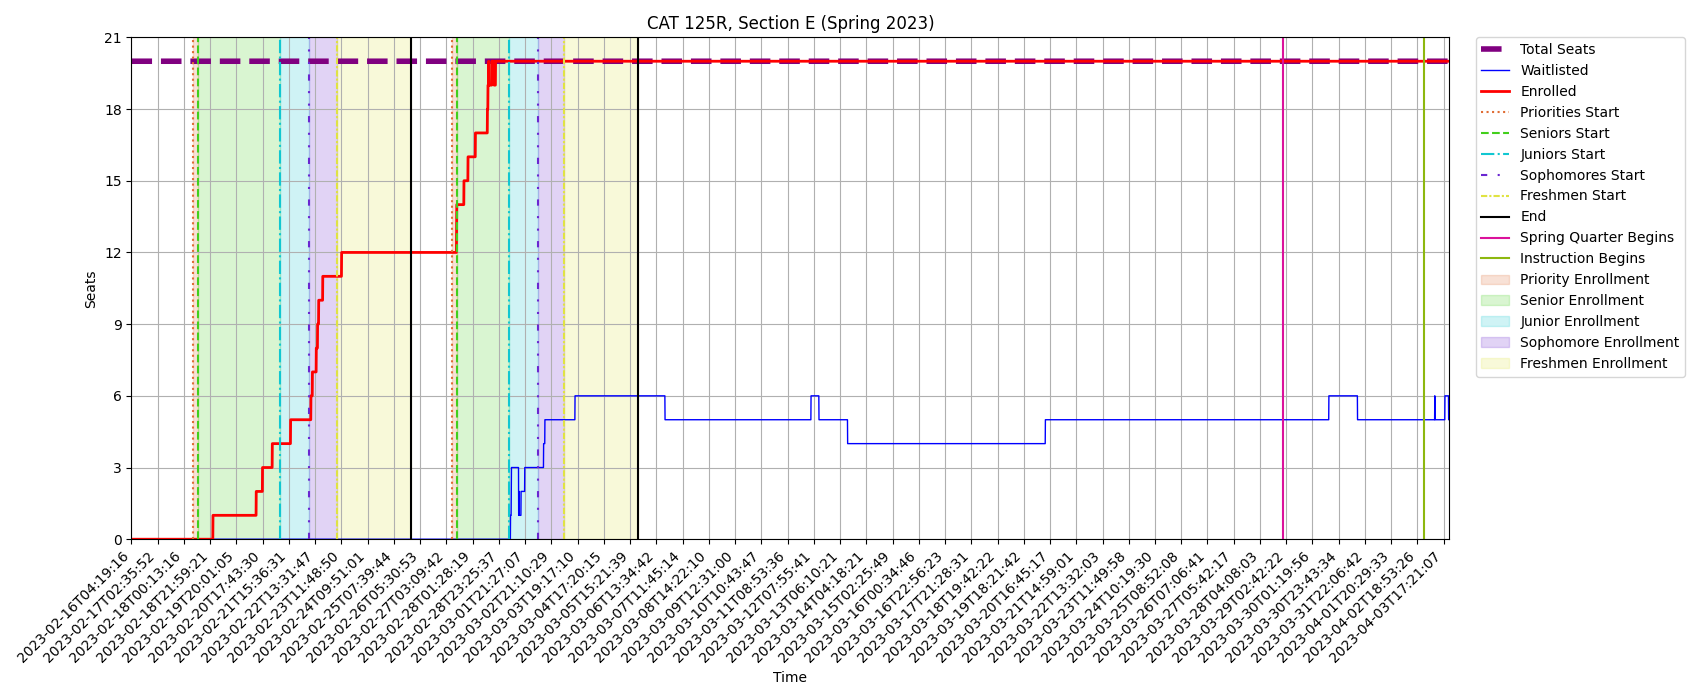 CAT 125R, Section E (Spring 2023)
21
18
15
12
9
6
3
0
Seats
2023-02-16T04:19:16
2023-02-17T02:35:52
2023-02-18T00:13:16
2023-02-18T21:59:21
2023-02-19T20:01:05
2023-02-20T17:43:30
2023-02-21T15:36:31
2023-02-22T13:31:47
2023-02-23T11:48:50
2023-02-24T09:51:01
2023-02-25T07:39:44
2023-02-26T05:30:53
2023-02-27T03:09:42
2023-02-28T01:28:19
2023-02-28T23:25:37
2023-03-01T21:27:07
2023-03-02T21:10:29
2023-03-03T19:17:10
2023-03-04T17:20:15
2023-03-05T15:21:39
2023-03-06T13:34:42
2023-03-07T11:45:14
2023-03-08T14:22:10
2023-03-09T12:31:00
2023-03-10T10:43:47
2023-03-11T08:53:36
2023-03-12T07:55:41
2023-03-13T06:10:21
2023-03-14T04:18:21
2023-03-15T02:25:49
2023-03-16T00:34:46
2023-03-16T22:56:23
2023-03-17T21:28:31
2023-03-18T19:42:22
2023-03-19T18:21:42
2023-03-20T16:45:17
2023-03-21T14:59:01
2023-03-22T13:32:03
2023-03-23T11:49:58
2023-03-24T10:19:30
2023-03-25T08:52:08
2023-03-26T07:06:41
2023-03-27T05:42:17
2023-03-28T04:08:03
2023-03-29T02:42:22
2023-03-30T01:19:56
2023-03-30T23:43:34
2023-03-31T22:06:42
2023-04-01T20:29:33
2023-04-02T18:53:26
2023-04-03T17:21:07
Time
Total Seats
Waitlisted
Enrolled
Priorities Start
Seniors Start
Juniors Start
Sophomores Start
Freshmen Start
End
Spring Quarter Begins
Instruction Begins
Priority Enrollment
Senior Enrollment
Junior Enrollment
Sophomore Enrollment
Freshmen Enrollment